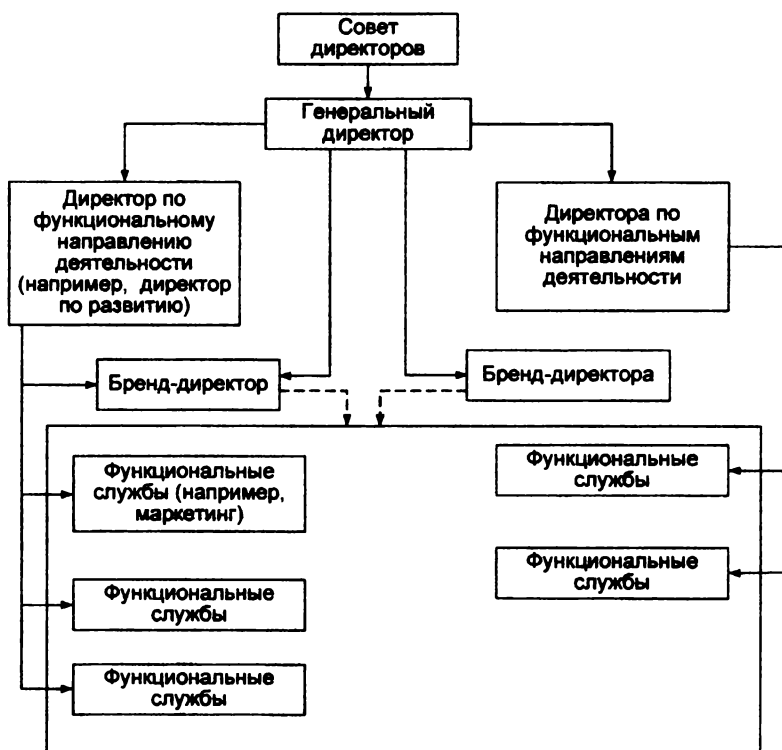 Совет
директоров
Генеральный
директор
Директор по
функциональному
направлению
деятельности
(например, директор
по развитию)
Директора по
функциональным
направлениям
деятельности
Бренд-директор
Бренд-директора
Функциональные
службы (например,
маркетинг)
Функциональные
службы
Функциональные
службы
Функциональные
службы
Функциональные
службы